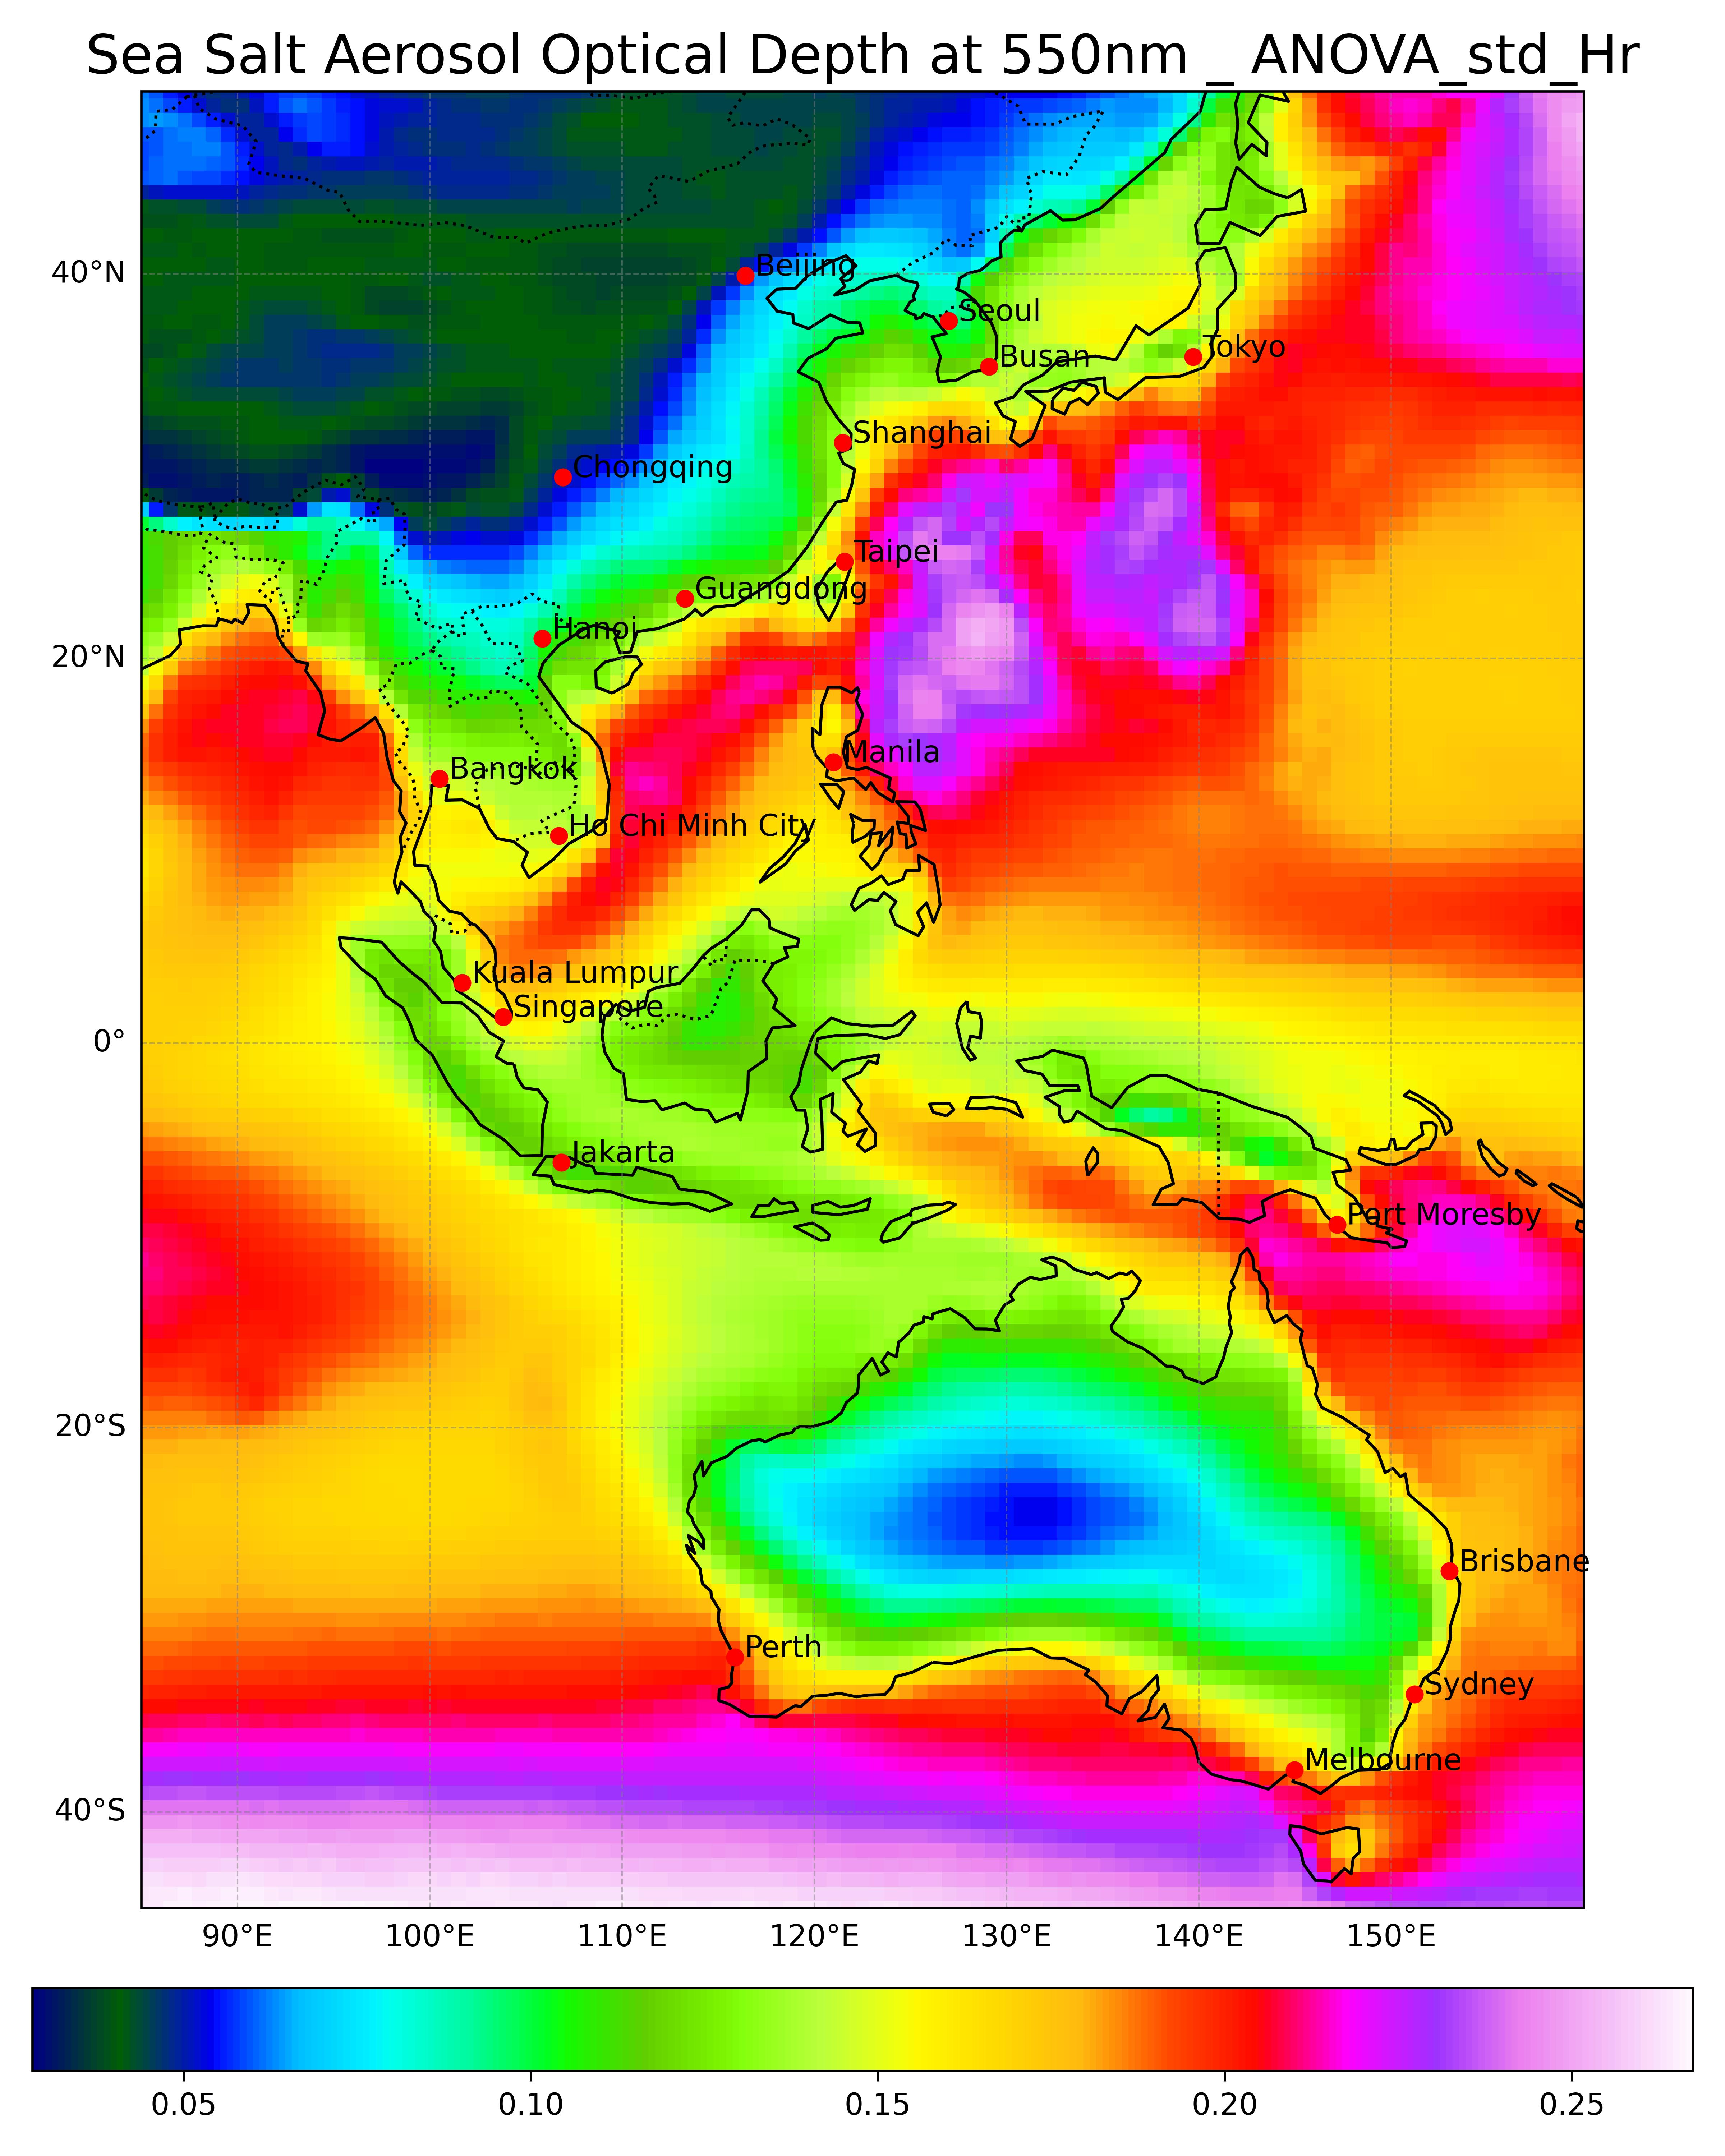 Sea Salt Aerosol Optical Depth at 550nm _ ANOVA_std_Hr
40°N
20°N
0°
20°S
40°S
Beijing
Seoul
Tokyo
Busan
Shanghai
Chongqing
Taipei
Guangdong
Hanoi
Manila
Bangkok
Ho Chi Minh City
Kuala Lumpur
Singapore
Jakarta
Port Moresby
Brisbane
Perth
Sydney
Melbourne
90°E 100°E 110°E 120°E 130°E 140°E 150°E
0.05 0.10 0.15 0.20 0.25